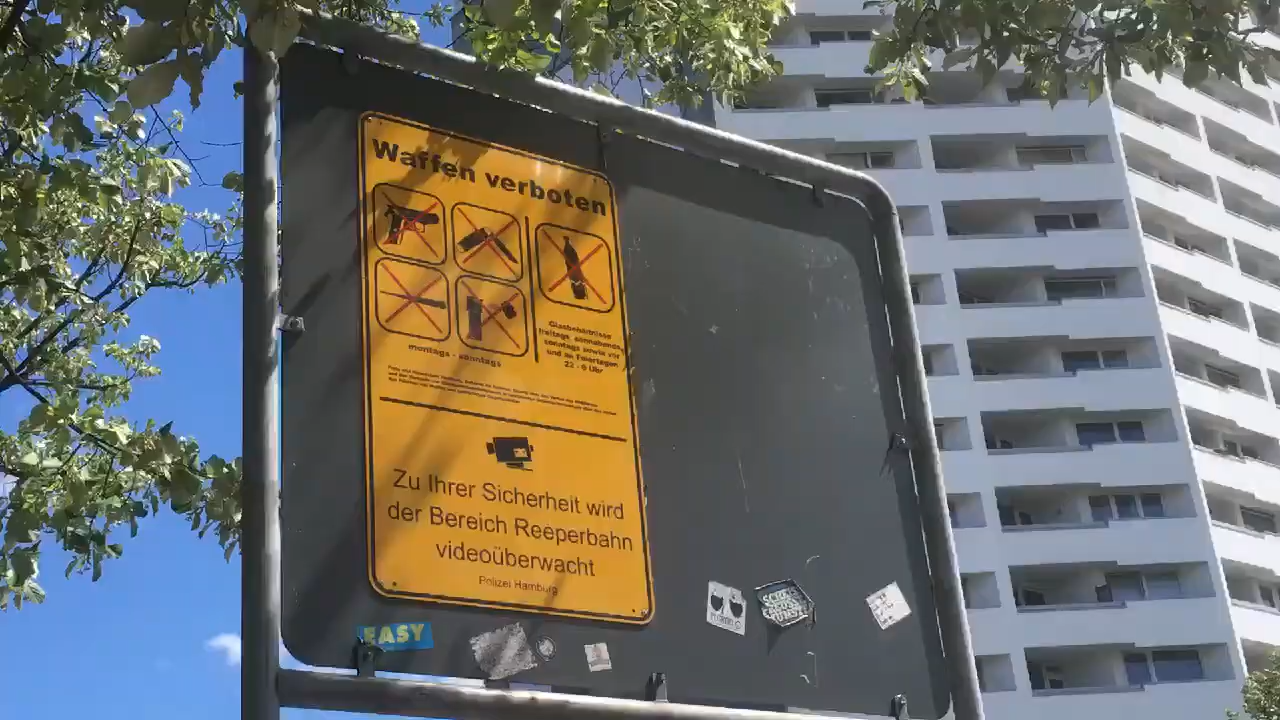 Waffen verboten
montags - sonntags
Glasbehältnisse
freitags, sonnabends,
sonntags sowie vor
und an Feiertagen
22 - 6 Uhr
Zu Ihrer Sicherheit wird
der Bereich Reeperbahn
videoüberwacht
Polizei Hamburg
EASY